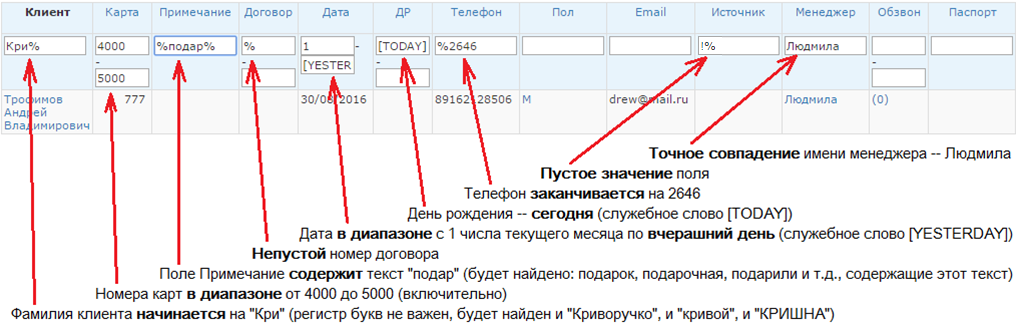 Клиент Карта Примечание Договор Дата ДР Телефон Пол Email Источник Менеджер Обзвон Паспорт
Кри% 4000 %подар% % 1 - [TODAY] %2646 !% Людмила
- - - -
5000 [YESTER
Трофимов 777 30/08/2016 89162128506 М drew@mail.ru Людмила (0)
Андрей
Владимирович
Точное совпадение имени менеджера -- Людмила
Пустое значение поля
Телефон заканчивается на 2646
День рождения -- сегодня (служебное слово [TODAY])
Дата в диапазоне с 1 числа текущего месяца по вчерашний день (служебное слово [YESTERDAY])
Непустой номер договора
Поле Примечание содержит текст "подар" (будет найдено: подарок, подарочная, подарили и т.д., содержащие этот текст)
Номера карт в диапазоне от 4000 до 5000 (включительно)
Фамилия клиента начинается на "Кри" (регистр букв не важен, будет найден и "Криворучко", и "кривой", и "КРИШНА")